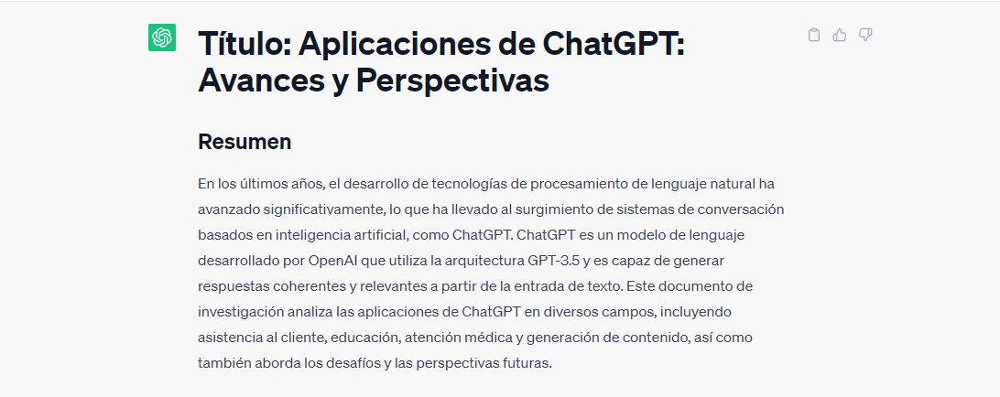 Título: Aplicaciones de ChatGPT:
Avances y Perspectivas
Resumen
En los últimos años, el desarrollo de tecnologías de procesamiento de lenguaje natural ha
avanzado significativamente, lo que ha llevado al surgimiento de sistemas de conversación
basados en inteligencia artificial, como ChatGPT. ChatGPT es un modelo de lenguaje
desarrollado por OpenAI que utiliza la arquitectura GPT-3.5 y es capaz de generar
respuestas coherentes y relevantes a partir de la entrada de texto. Este documento de
investigación analiza las aplicaciones de ChatGPT en diversos campos, incluyendo
asistencia al cliente, educación, atención médica y generación de contenido, así como
también aborda los desafíos y las perspectivas futuras.